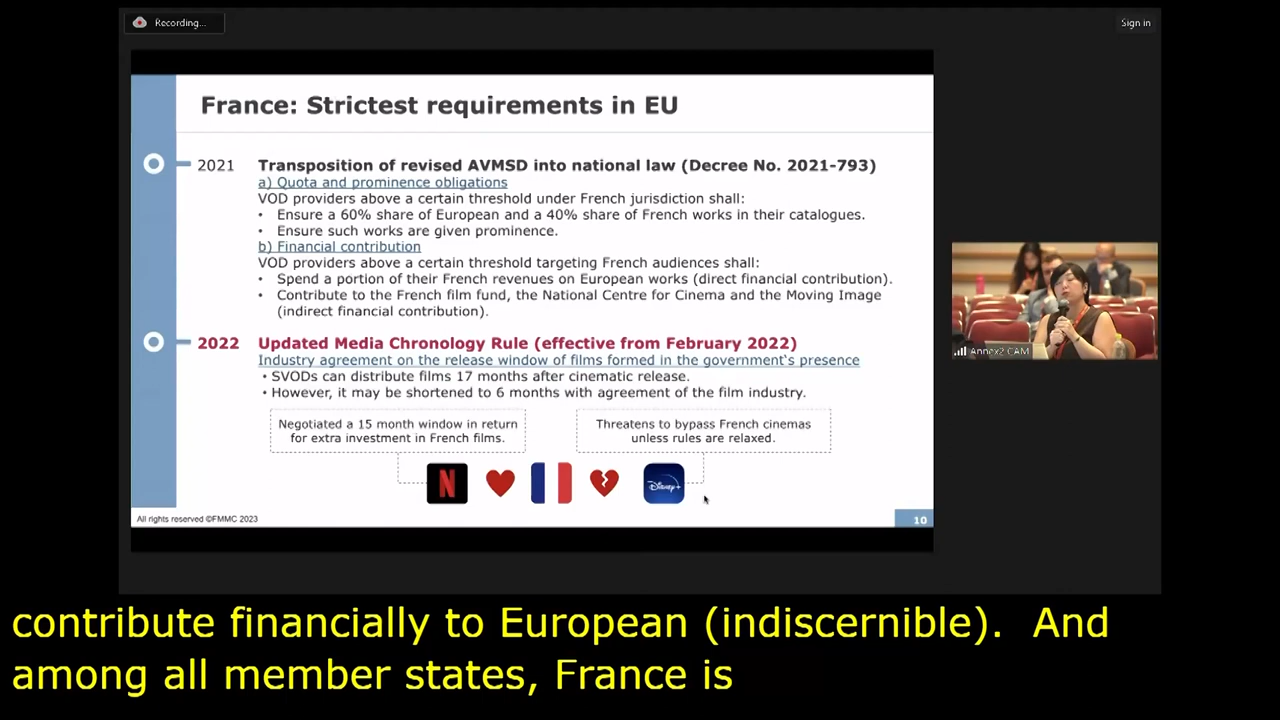 Recording...
Sign in
France: Strictest requirements in EU
2021 Transposition of revised AVMSD into national law (Decree No. 2021-793)
a) Quota and prominence obligations
VOD providers above a certain threshold under French jurisdiction shall:
• Ensure a 60% share of European and a 40% share of French works in their catalogues.
• Ensure such works are given prominence.
b) Financial contribution
VOD providers above a certain threshold targeting French audiences shall:
• Spend a portion of their French revenues on European works (direct financial contribution).
• Contribute to the French film fund, the National Centre for Cinema and the Moving Image
(indirect financial contribution).
2022 Updated Media Chronology Rule (effective from February 2022)
Industry agreement on the release window of films formed in the government's presence
• SVODs can distribute films 17 months after cinematic release.
• However, it may be shortened to 6 months with agreement of the film industry.
Negotiated a 15 month window in return
for extra investment in French films.
Threatens to bypass French cinemas
unless rules are relaxed.
N
Disney+
All rights reserved ©FMMC 2023
10
Annex2 CAM
contribute financially to European (indiscernible). And
among all member states, France is